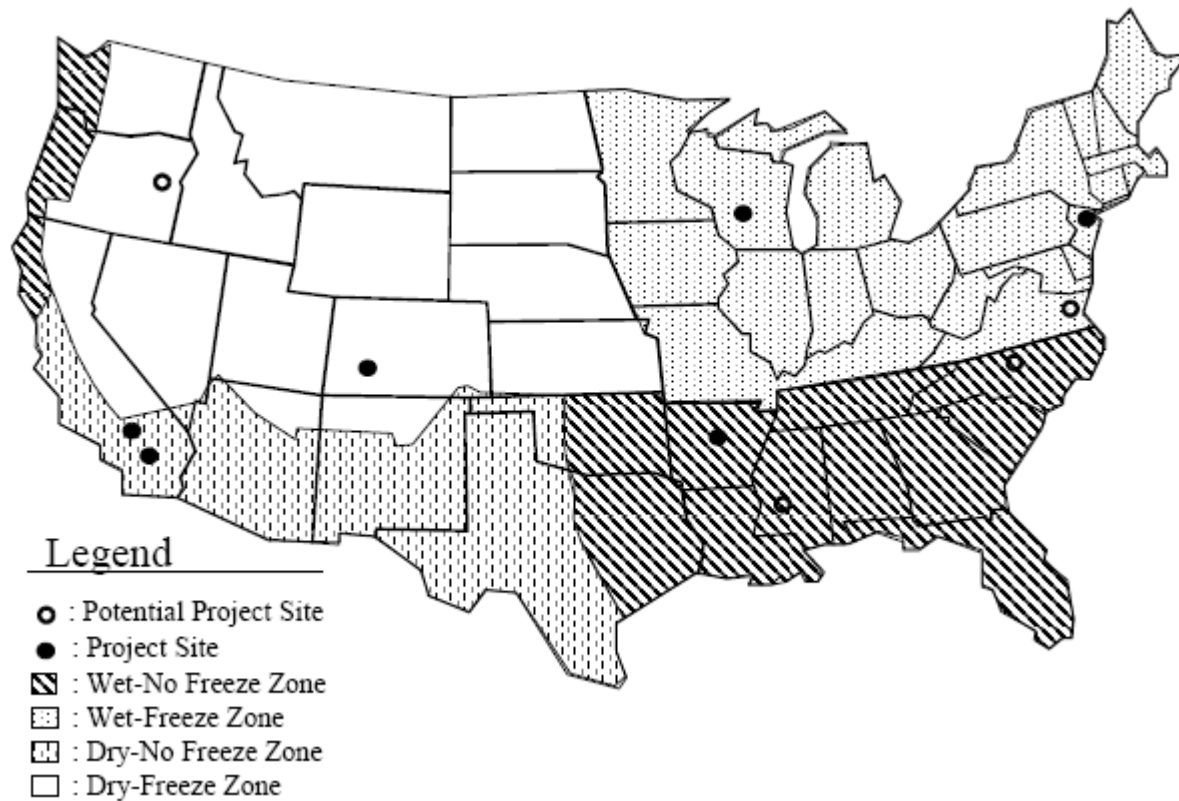 Legend
: Potential Project Site
: Project Site
: Wet-No Freeze Zone
: Wet-Freeze Zone
: Dry-No Freeze Zone
: Dry-Freeze Zone